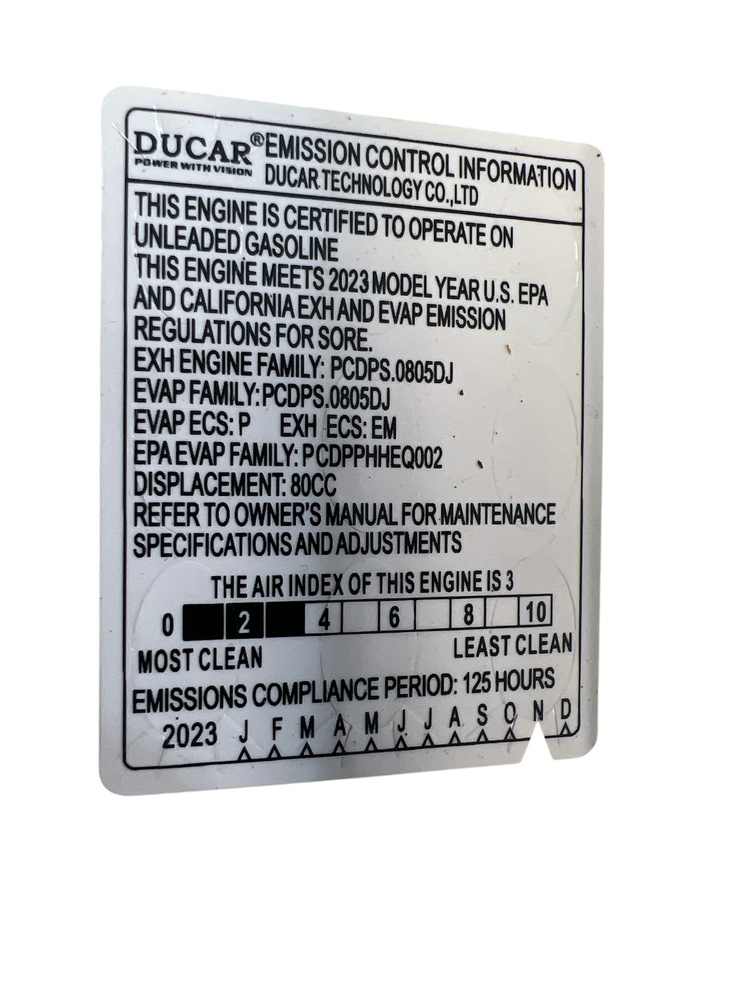 DUCAR® EMISSION CONTROL INFORMATION
POWER WITH VISION DUCAR TECHNOLOGY CO.,LTD
THIS ENGINE IS CERTIFIED TO OPERATE ON
UNLEADED GASOLINE
THIS ENGINE MEETS 2023 MODEL YEAR U.S. EPA
AND CALIFORNIA EXH AND EVAP EMISSION
REGULATIONS FOR SORE.
EXH ENGINE FAMILY: PCDPS.0805DJ
EVAP FAMILY: PCDPS.0805DJ
EVAP ECS: P EXH ECS: EM
EPA EVAP FAMILY: PCDPPHHEQ002
DISPLACEMENT: 80CC
REFER TO OWNER'S MANUAL FOR MAINTENANCE
SPECIFICATIONS AND ADJUSTMENTS
THE AIR INDEX OF THIS ENGINE IS 3
0 2 4 6 8 10
MOST CLEAN LEAST CLEAN
EMISSIONS COMPLIANCE PERIOD: 125 HOURS
2023 J F M A M J J A S O N D